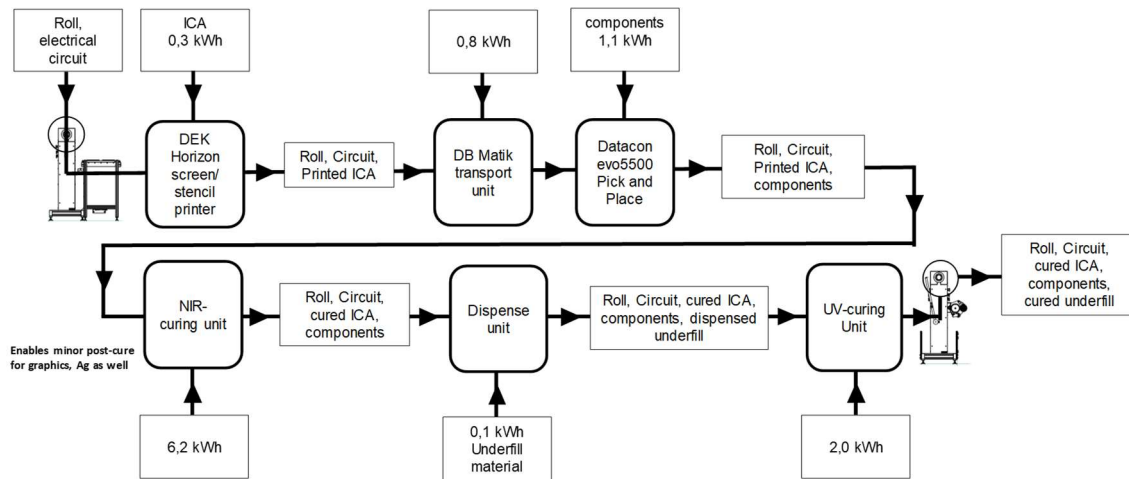 Roll,
electrical
circuit
ICA
0,3 kWh
0,8 kWh
components
1,1 kWh
DEK
Horizon
screen/
stencil
printer
Roll, Circuit,
Printed ICA
DB Matik
transport
unit
Datacon
evo5500
Pick and
Place
Roll, Circuit,
Printed ICA,
components
NIR-
curing unit
Roll, Circuit,
cured ICA,
components
Dispense
unit
Roll, Circuit, cured ICA,
components, dispensed
underfill
UV-curing
Unit
Roll, Circuit,
cured ICA,
components,
cured underfill
Enables minor post-cure
for graphics, Ag as well
6,2 kWh
0,1 kWh
Underfill
material
2,0 kWh